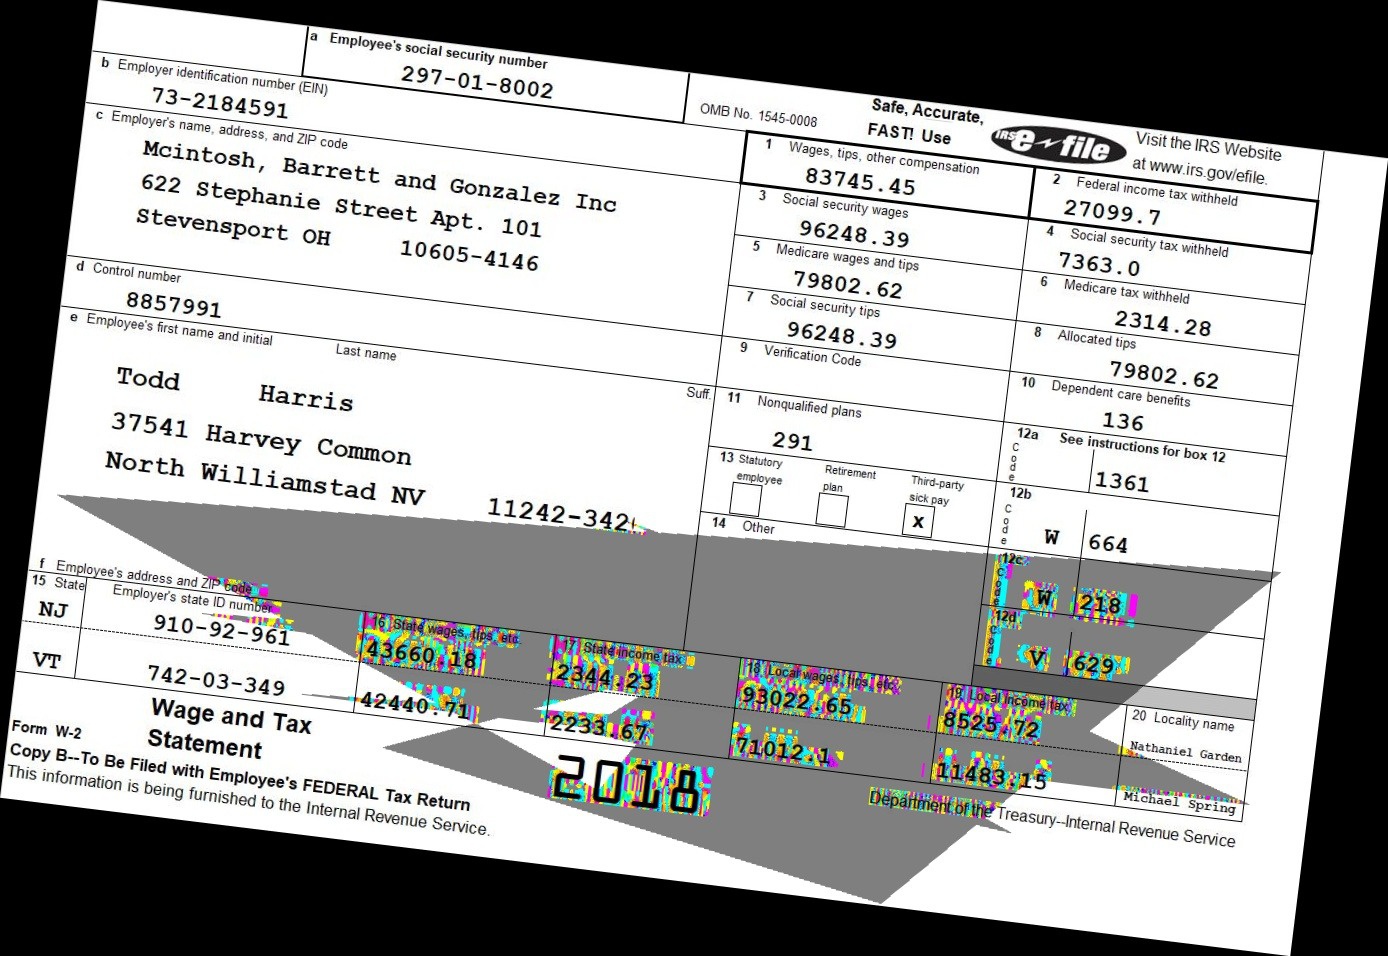 a Employee's social security number
297-01-8002
OMB No. 1545-0008
Safe, Accurate,
FAST! Use
IRS e-file
Visit the IRS Website
at www.irs.gov/efile.
b Employer identification number (EIN)
73-2184591
c Employer's name, address, and ZIP code
Mcintosh, Barrett and Gonzalez Inc
622 Stephanie Street Apt. 101
Stevensport OH 10605-4146
d Control number
8857991
e Employee's first name and initial Last name Suff.
Todd Harris
37541 Harvey Common
North Williamstad NV
f Employee's address and ZIP code
1 Wages, tips, other compensation
83745.45
2 Federal income tax withheld
27099.7
3 Social security wages
96248.39
4 Social security tax withheld
7363.0
5 Medicare wages and tips
79802.62
6 Medicare tax withheld
2314.28
7 Social security tips
96248.39
8 Allocated tips
79802.62
9 Verification Code
10 Dependent care benefits
136
11 Nonqualified plans
291
12a See instructions for box 12
Code
1361
12b
Code
W 664
12c
Code
W 218
12d
Code
V 629
13 Statutory employee
Retirement plan
Third-party sick pay
x
14 Other
15 State Employer's state ID number
16 State wages, tips, etc.
17 State income tax
18 Local wages, tips, etc.
19 Local income tax
20 Locality name
NJ 910-92-961 43660.18 2344.23 93022.65 8525.72 Nathaniel Garden
VT 742-03-349 42440.71 2233.67 71012.1 11483.15 Michael Spring
Form W-2
Wage and Tax
Statement
2018
Copy B--To Be Filed with Employee's FEDERAL Tax Return
This information is being furnished to the Internal Revenue Service.
Department of the Treasury--Internal Revenue Service